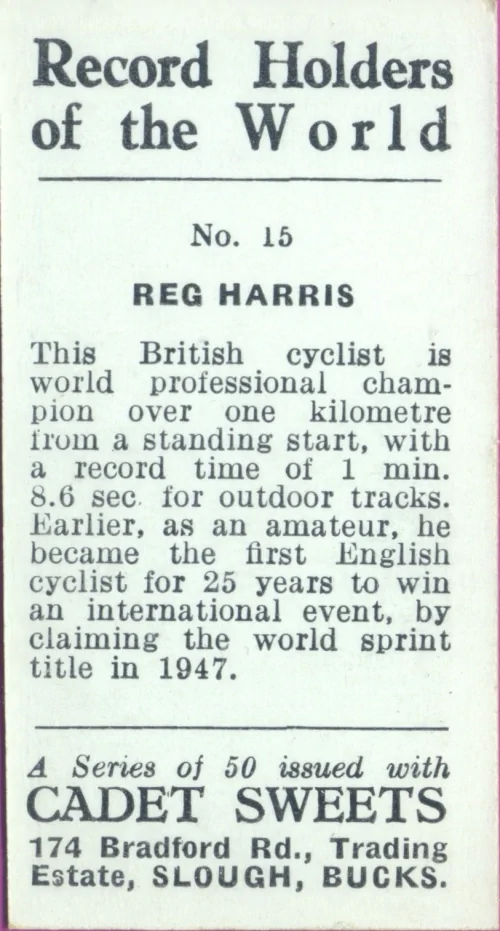 Record Holders
of the World
No. 15
REG HARRIS
This British cyclist is
world professional cham-
pion over one kilometre
from a standing start, with
a record time of 1 min.
8.6 sec. for outdoor tracks.
Earlier, as an amateur, he
became the first English
cyclist for 25 years to win
an international event, by
claiming the world sprint
title in 1947.
A Series of 50 issued with
CADET SWEETS
174 Bradford Rd., Trading
Estate, SLOUGH, BUCKS.